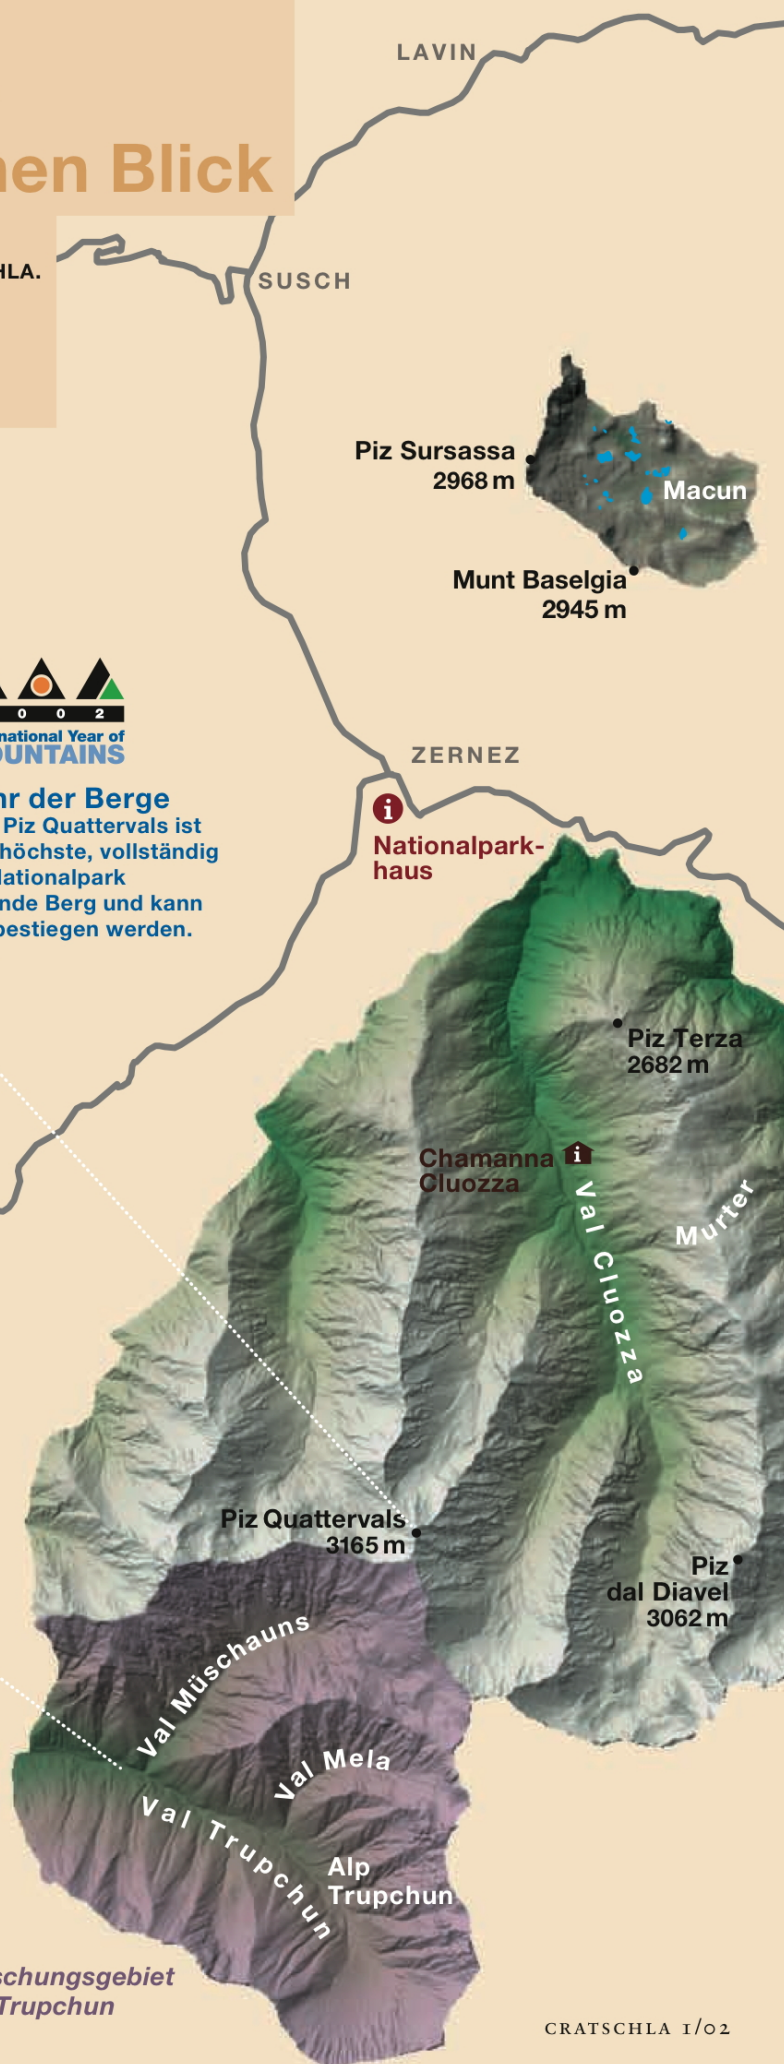 LAVIN
nen Blick
HLA.
SUSCH
Piz Sursassa
2968 m
Macun
Munt Baselgia
2945 m
0 0 2
national Year of
OUNTAINS
ZERNEZ
hr der Berge
Piz Quattervals ist
höchste, vollständig
Nationalpark
nde Berg und kann
bestiegen werden.
i
Nationalpark-
haus
Piz Terza
2682 m
Chamanna
Cluozza
i
Val Cluozza
Murter
Piz Quattervals
3165 m
Piz
dal Diavel
3062 m
Val Müschauns
Val Mela
Val Trupchun
Alp
Trupchun
schungsgebiet
Trupchun
CRATSCHLA 1/02